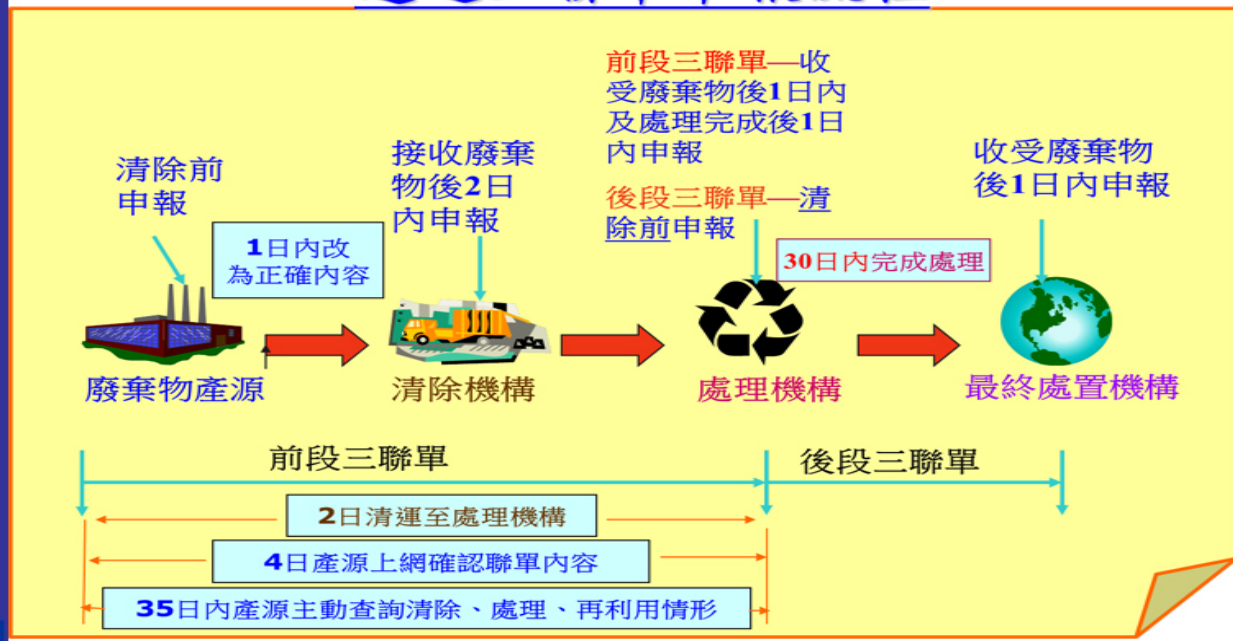 前段三聯單—收
受廢棄物後1日內
及處理完成後1日
內申報
後段三聯單—清
除前申報
清除前
申報
接收廢棄
物後2日
內申報
收受廢棄物
後1日內申報
1日內改
為正確內容
30日內完成處理
廢棄物產源
清除機構
處理機構
最終處置機構
前段三聯單
後段三聯單
2日清運至處理機構
4日產源上網確認聯單內容
35日內產源主動查詢清除、處理、再利用情形